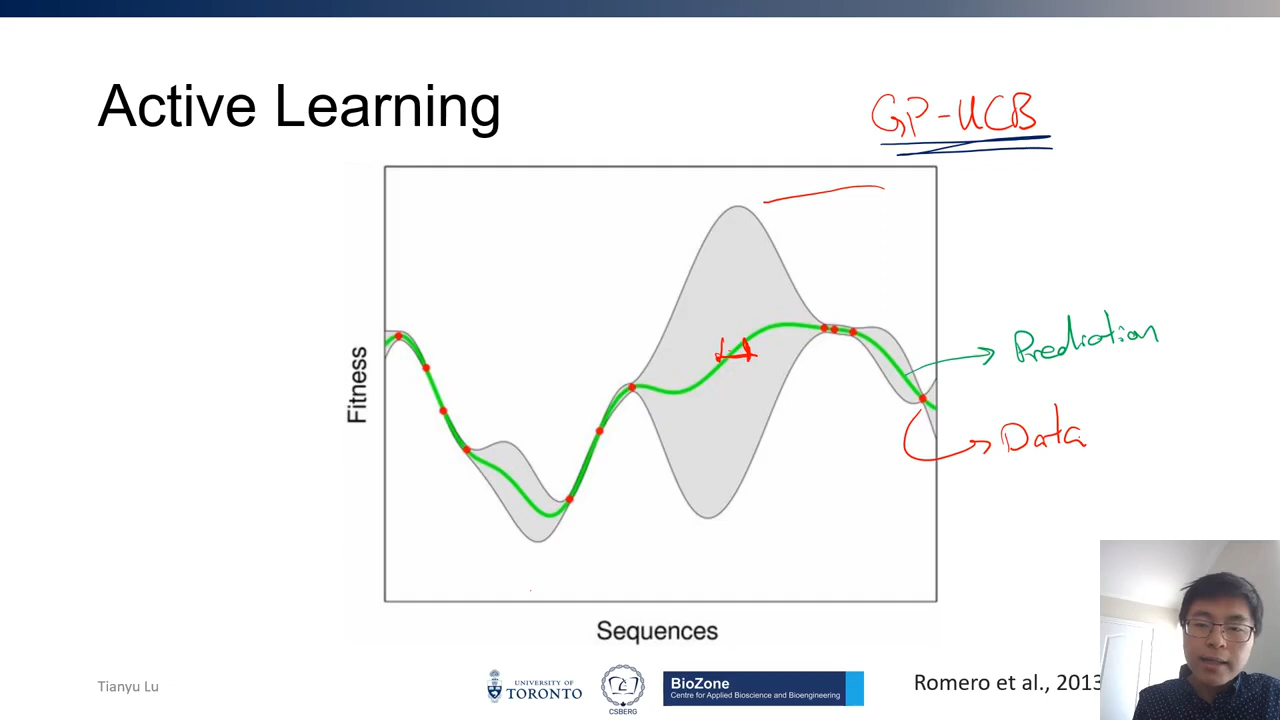 Active Learning
GP-UCB
Fitness
Prediction
Data
Sequences
Tianyu Lu
UNIVERSITY OF
TORONTO
CSBERG
BioZone
Centre for Applied Bioscience and Bioengineering
Romero et al., 2013